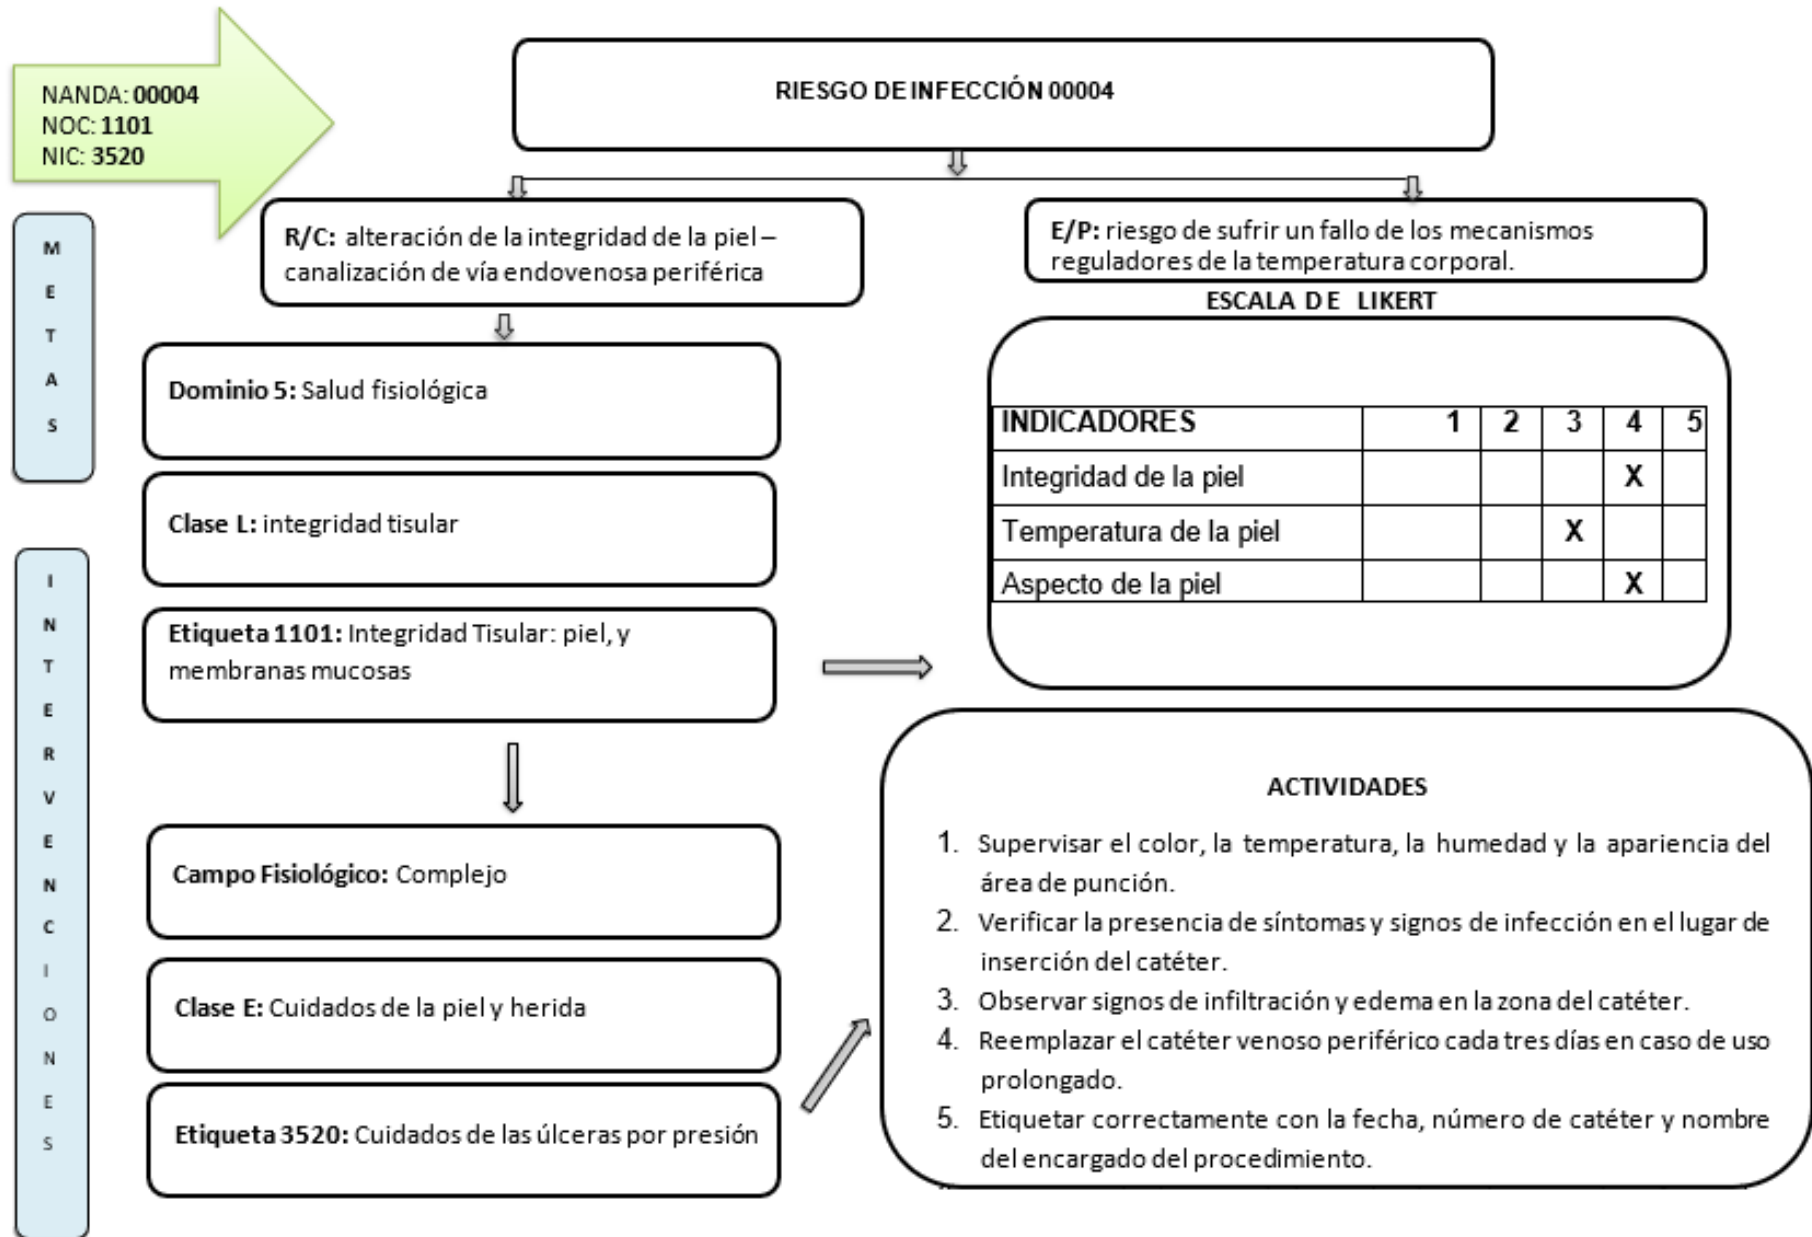 NANDA: 00004
NOC: 1101
NIC: 3520
RIESGO DE INFECCIÓN 00004
METAS
R/C: alteración de la integridad de la piel –
canalización de vía endovenosa periférica
E/P: riesgo de sufrir un fallo de los mecanismos
reguladores de la temperatura corporal.
Dominio 5: Salud fisiológica
Clase L: integridad tisular
Etiqueta 1101: Integridad Tisular: piel, y
membranas mucosas
ESCALA DE LIKERT
INDICADORES 1 2 3 4 5
Integridad de la piel X
Temperatura de la piel X
Aspecto de la piel X
INTERVENCIONES
Campo Fisiológico: Complejo
Clase E: Cuidados de la piel y herida
Etiqueta 3520: Cuidados de las úlceras por presión
ACTIVIDADES
1. Supervisar el color, la temperatura, la humedad y la apariencia del
área de punción.
2. Verificar la presencia de síntomas y signos de infección en el lugar de
inserción del catéter.
3. Observar signos de infiltración y edema en la zona del catéter.
4. Reemplazar el catéter venoso periférico cada tres días en caso de uso
prolongado.
5. Etiquetar correctamente con la fecha, número de catéter y nombre
del encargado del procedimiento.